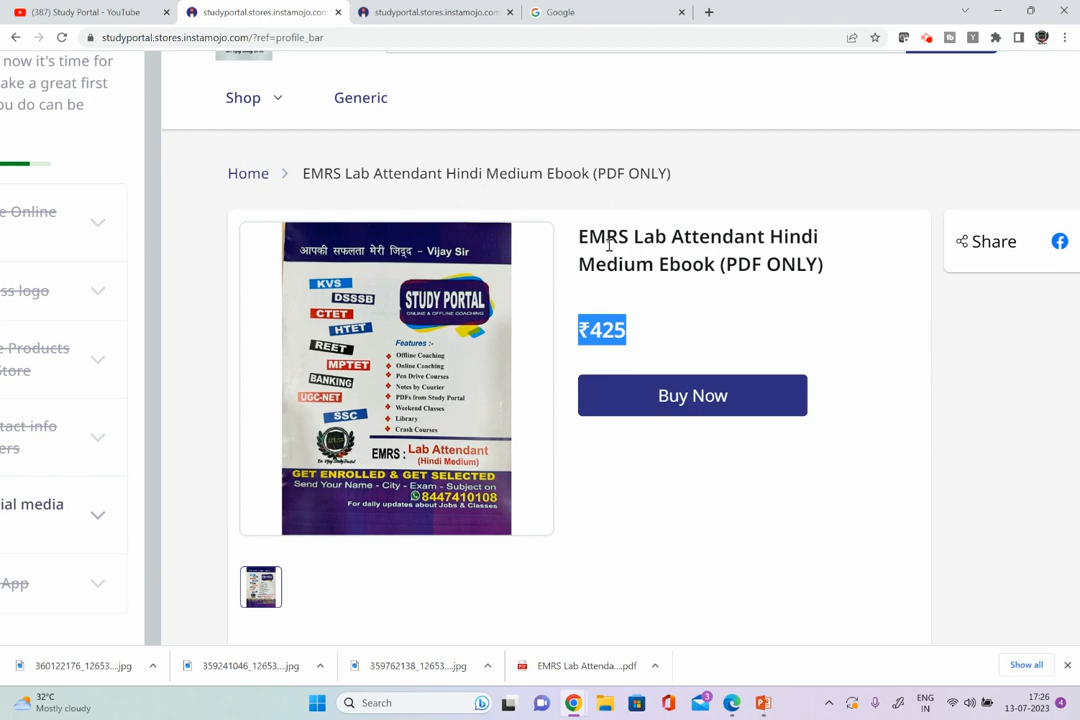 (387) Study Portal - YouTube
studyportal.stores.instamojo.com
studyportal.stores.instamojo.com
Google
studyportal.stores.instamojo.com/?ref=profile_bar
now it's time for
ake a great first
ou do can be
e Online
ss logo
e Products
Store
tact info
ers
ial media
App
Shop
Generic
Home > EMRS Lab Attendant Hindi Medium Ebook (PDF ONLY)
आपकी सफलता मेरी जिद्द - Vijay Sir
KVS
DSSSB
CTET
HTET
REET
MPTET
BANKING
UGC-NET
SSC
STUDY PORTAL
ONLINE & OFFLINE COACHING
Features :-
Offline Coaching
Online Coaching
Pen Drive Courses
Notes by Courier
PDFs from Study Portal
Weekend Classes
Library
Crash Courses
EMRS : Lab Attendant
(Hindi Medium)
GET ENROLLED & GET SELECTED
Send Your Name - City - Exam - Subject on
8447410108
For daily updates about Jobs & Classes
EMRS Lab Attendant Hindi
Medium Ebook (PDF ONLY)
₹425
Buy Now
Share
360122176_12653....jpg
359241046_12653....jpg
359762138_12653....jpg
EMRS Lab Attenda....pdf
Show all
32°C
Mostly cloudy
Search
3
ENG
IN
17:26
13-07-2023
4